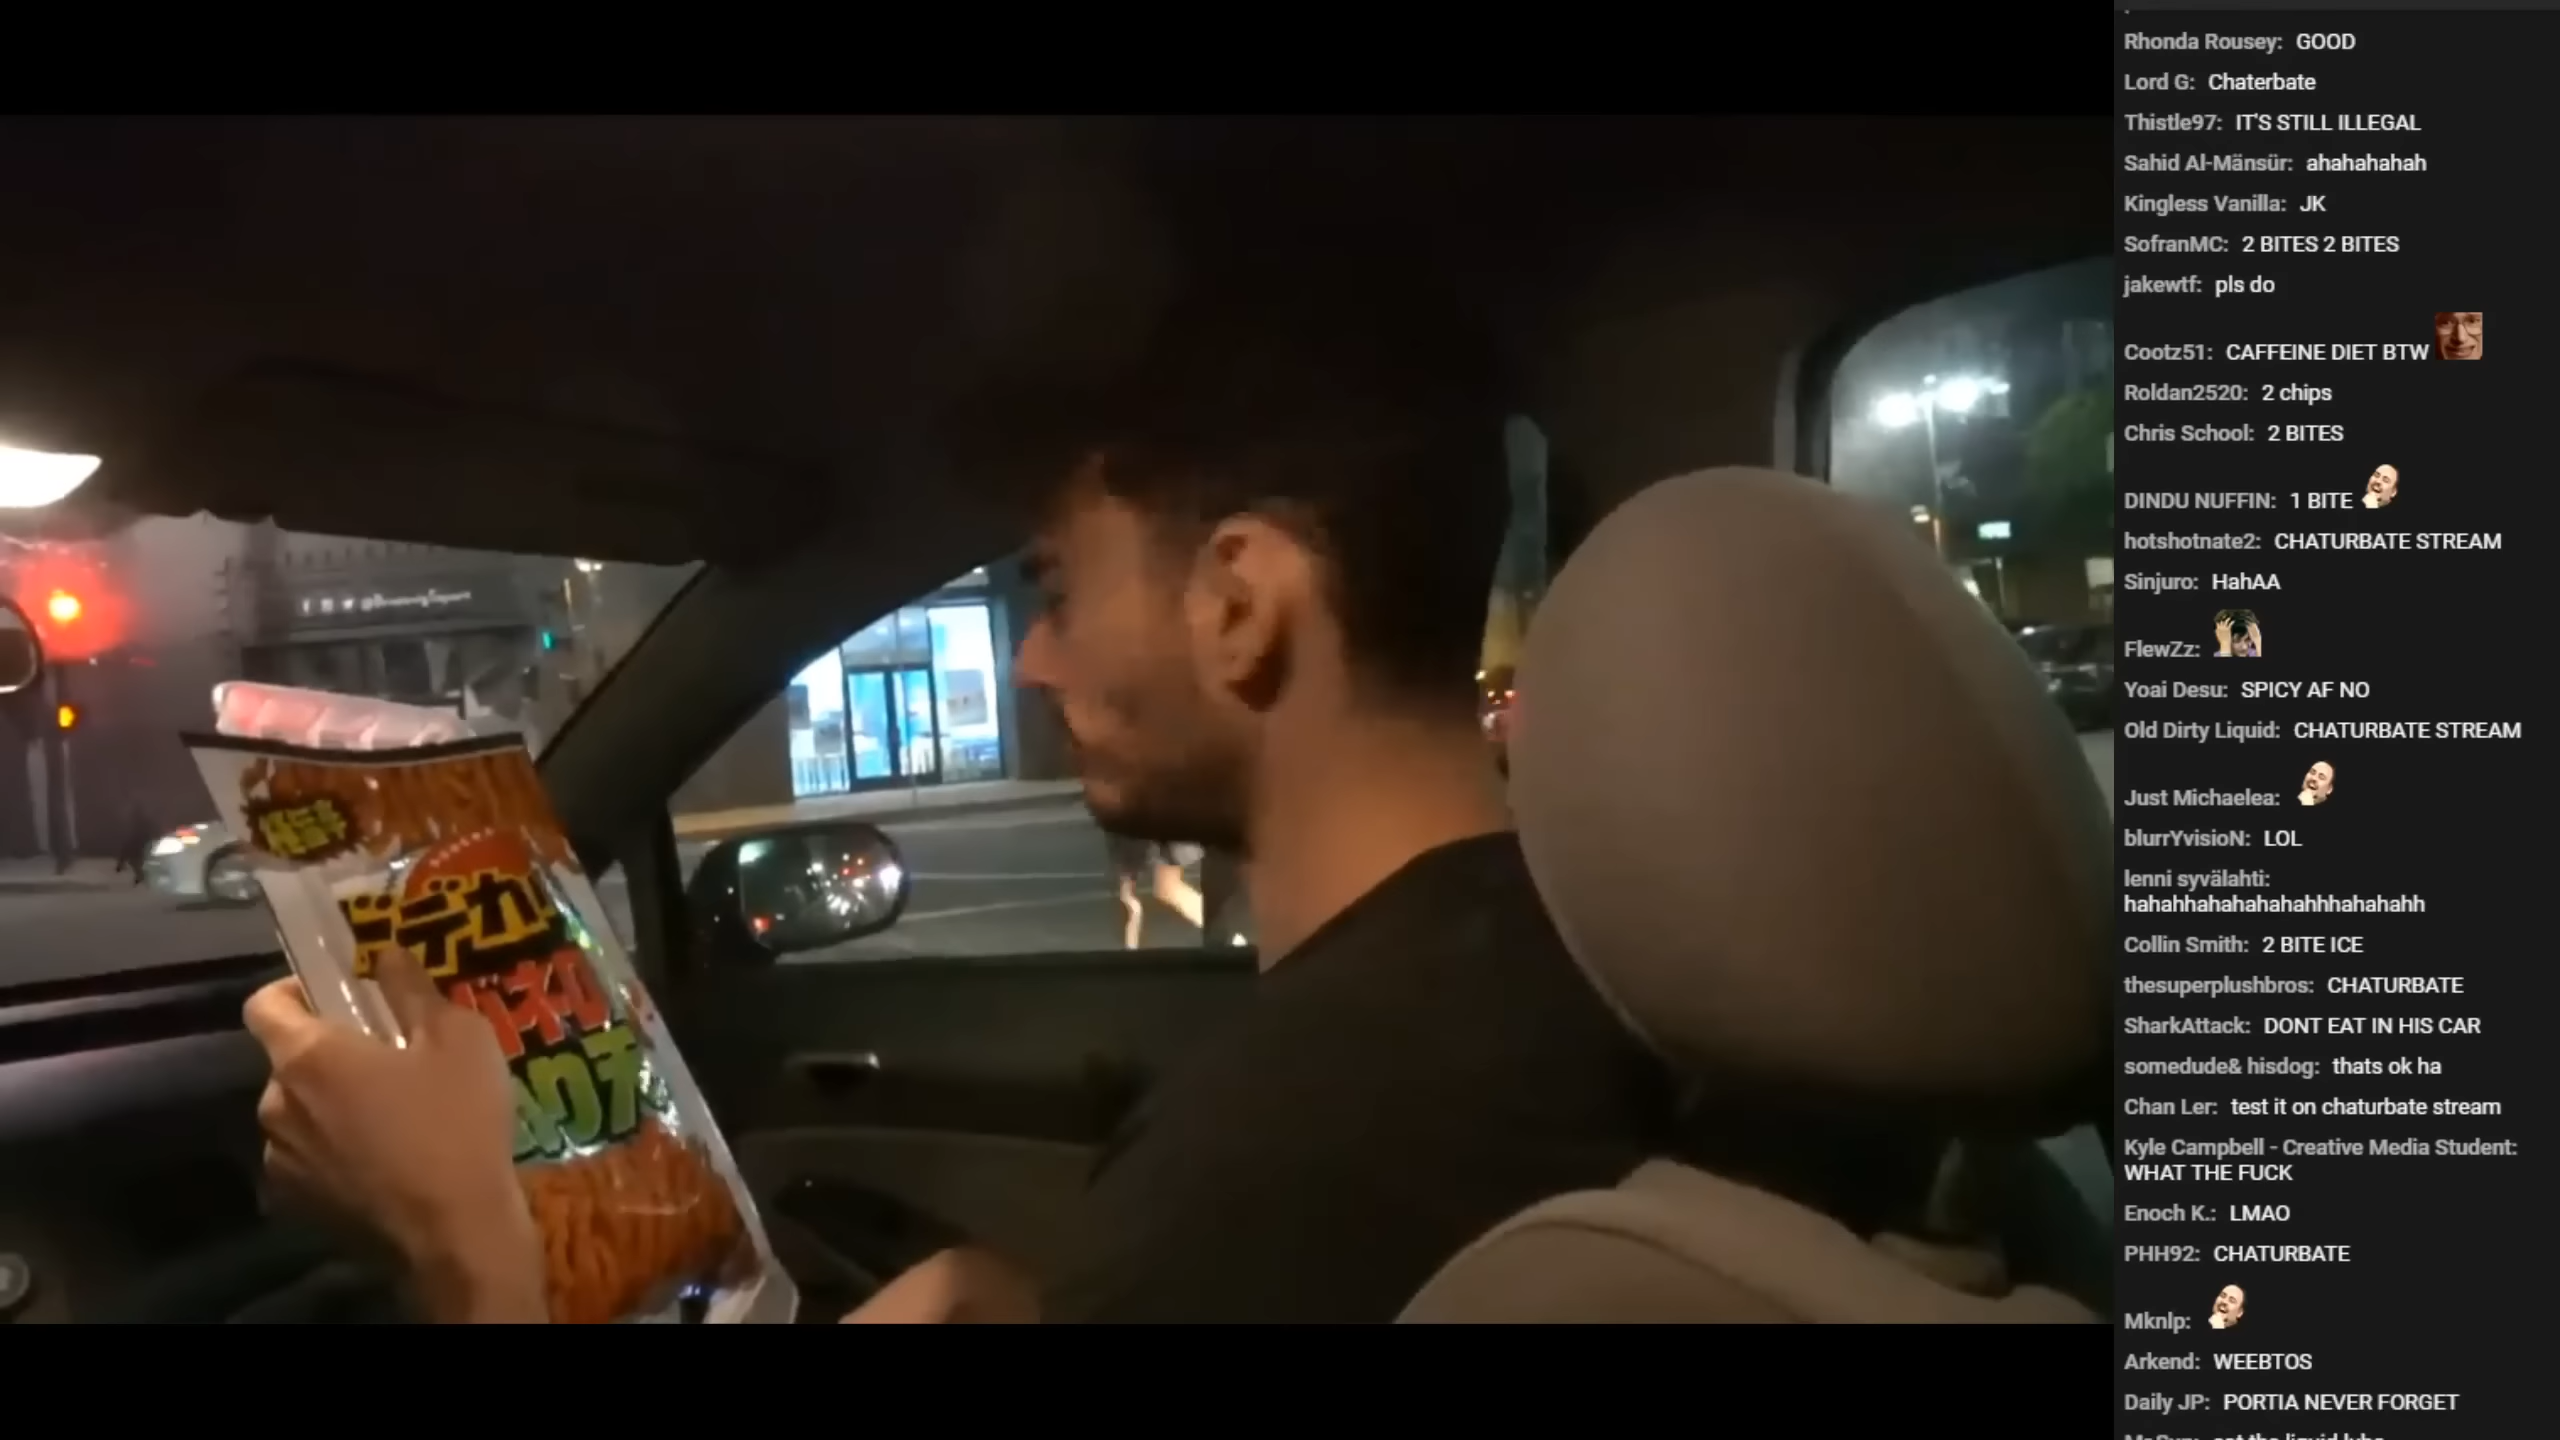 @BrowningSquare
ドデカ!
Rhonda Rousey: GOOD
Lord G: Chaterbate
Thistle97: IT'S STILL ILLEGAL
Sahid Al-Mänsür: ahahahahah
Kingless Vanilla: JK
SofranMC: 2 BITES 2 BITES
jakewtf: pls do
Cootz51: CAFFEINE DIET BTW
Roldan2520: 2 chips
Chris School: 2 BITES
DINDU NUFFIN: 1 BITE
hotshotnate2: CHATURBATE STREAM
Sinjuro: HahAA
FlewZz:
Yoai Desu: SPICY AF NO
Old Dirty Liquid: CHATURBATE STREAM
Just Michaelea:
blurrYvisioN: LOL
lenni syvälahti:
hahahhahahahahahhhahahahh
Collin Smith: 2 BITE ICE
thesuperplushbros: CHATURBATE
SharkAttack: DONT EAT IN HIS CAR
somedude& hisdog: thats ok ha
Chan Ler: test it on chaturbate stream
Kyle Campbell - Creative Media Student:
WHAT THE FUCK
Enoch K.: LMAO
PHH92: CHATURBATE
Mknlp:
Arkend: WEEBTOS
Daily JP: PORTIA NEVER FORGET